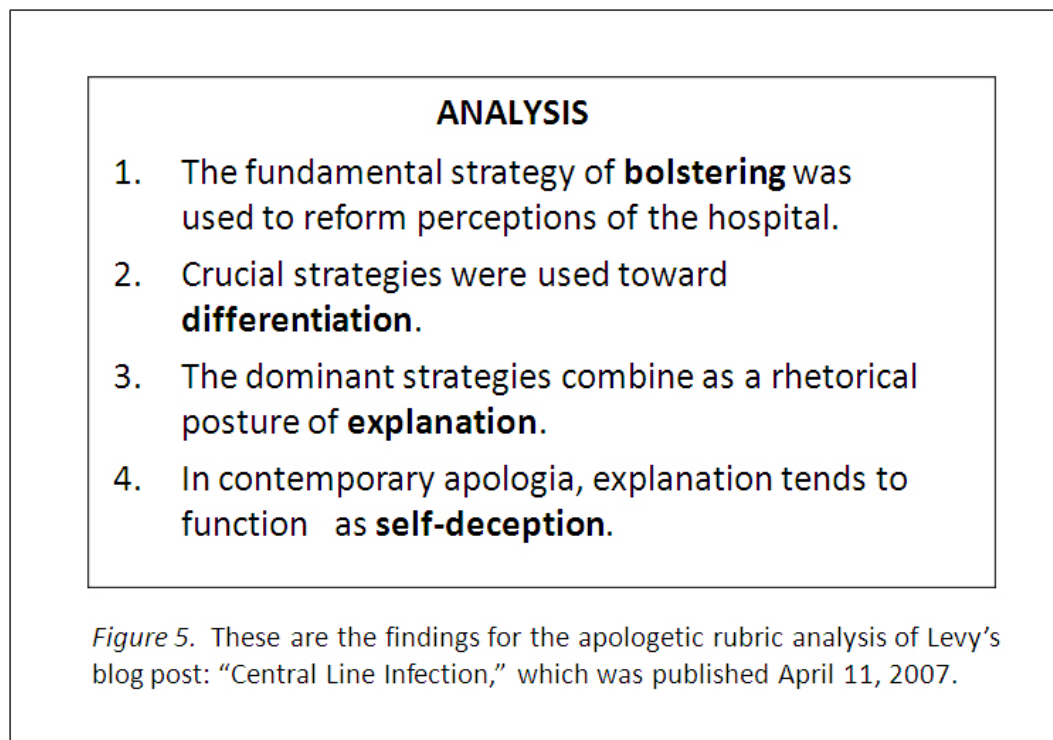 ANALYSIS
1. The fundamental strategy of bolstering was
used to reform perceptions of the hospital.
2. Crucial strategies were used toward
differentiation.
3. The dominant strategies combine as a rhetorical
posture of explanation.
4. In contemporary apologia, explanation tends to
function as self-deception.
Figure 5. These are the findings for the apologetic rubric analysis of Levy’s
blog post: “Central Line Infection,” which was published April 11, 2007.